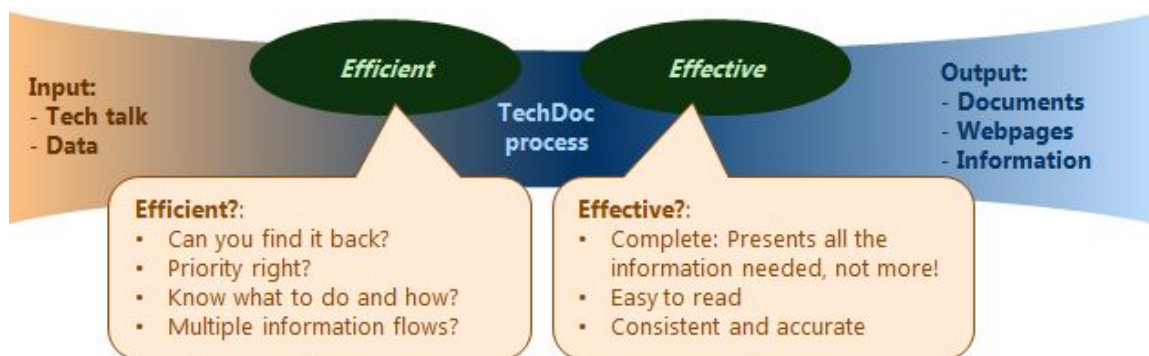 Input:
- Tech talk
- Data
Efficient
TechDoc
process
Effective
Output:
- Documents
- Webpages
- Information
Efficient?:
• Can you find it back?
• Priority right?
• Know what to do and how?
• Multiple information flows?
Effective?:
• Complete: Presents all the
information needed, not more!
• Easy to read
• Consistent and accurate